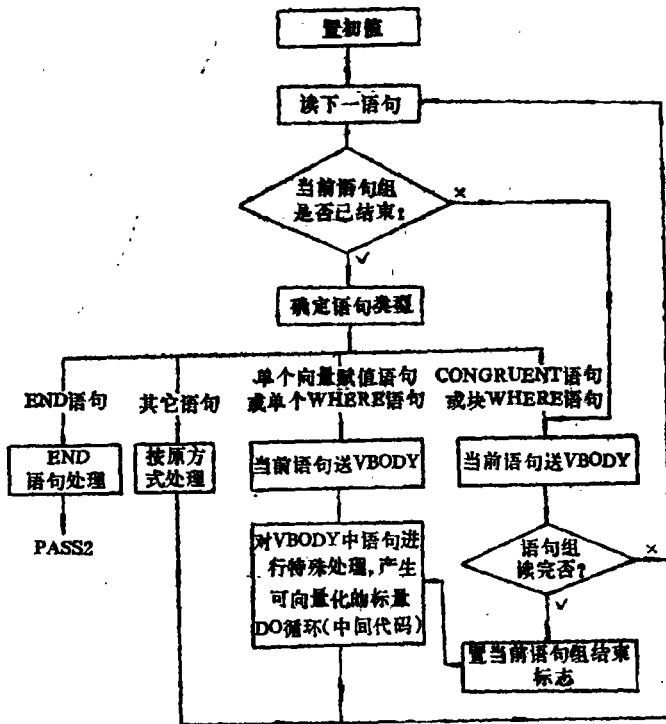 置初值
读下一语句
当前语句组
是否已结束?
×
√
确定语句类型
END语句
其它语句
单个向量赋值语句
或单个WHERE语句
CONGRUENT语句
或块WHERE语句
END
语句处理
按原方
式处理
当前语句送VBODY
当前语句送VBODY
PASS2
对VBODY中语句进
行特殊处理,产生
可向量化的标量
DO循环(中间代码)
语句组
读完否?
×
√
置当前语句组结束
标志